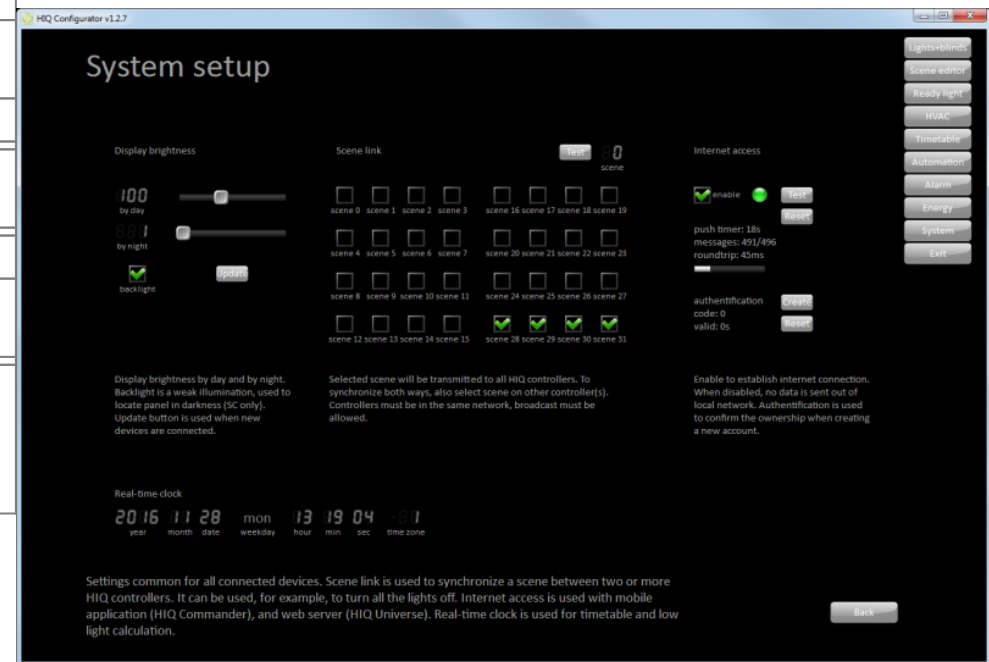 HIQ Configurator v1.2.7
System setup
Lights+blinds
Scene editor
Ready light
HVAC
Timetable
Automation
Alarm
Energy
System
Exit
Display brightness
100
by day
1
by night
backlight
Update
Scene link
Test
0
scene
scene 0 scene 1 scene 2 scene 3 scene 16 scene 17 scene 18 scene 19
scene 4 scene 5 scene 6 scene 7 scene 20 scene 21 scene 22 scene 23
scene 8 scene 9 scene 10 scene 11 scene 24 scene 25 scene 26 scene 27
scene 12 scene 13 scene 14 scene 15 scene 28 scene 29 scene 30 scene 31
Internet access
enable
Test
Reset
push timer: 18s
messages: 491/496
roundtrip: 45ms
authentification
Create
code: 0
valid: 0s
Reset
Display brightness by day and by night.
Backlight is a weak illumination, used to
locate panel in darkness (SC only).
Update button is used when new
devices are connected.
Selected scene will be transmitted to all HIQ controllers. To
synchronize both ways, also select scene on other controller(s).
Controllers must be in the same network, broadcast must be
allowed.
Enable to establish internet connection.
When disabled, no data is sent out of
local network. Authentification is used
to confirm the ownership when creating
a new account.
Real-time clock
2016 11 28 mon 13 19 04 1
year month date weekday hour min sec time zone
Settings common for all connected devices. Scene link is used to synchronize a scene between two or more
HIQ controllers. It can be used, for example, to turn all the lights off. Internet access is used with mobile
application (HIQ Commander), and web server (HIQ Universe). Real-time clock is used for timetable and low
light calculation.
Back